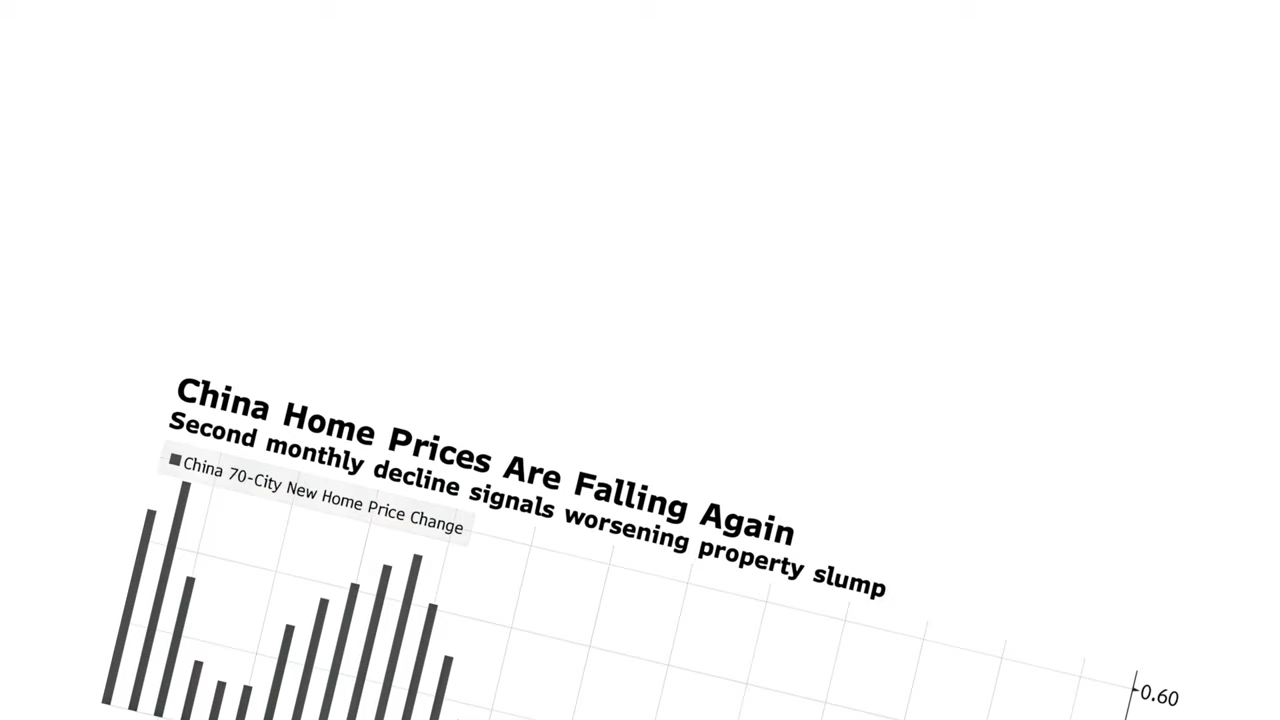 China Home Prices Are Falling Again
Second monthly decline signals worsening property slump
China 70-City New Home Price Change
0.60